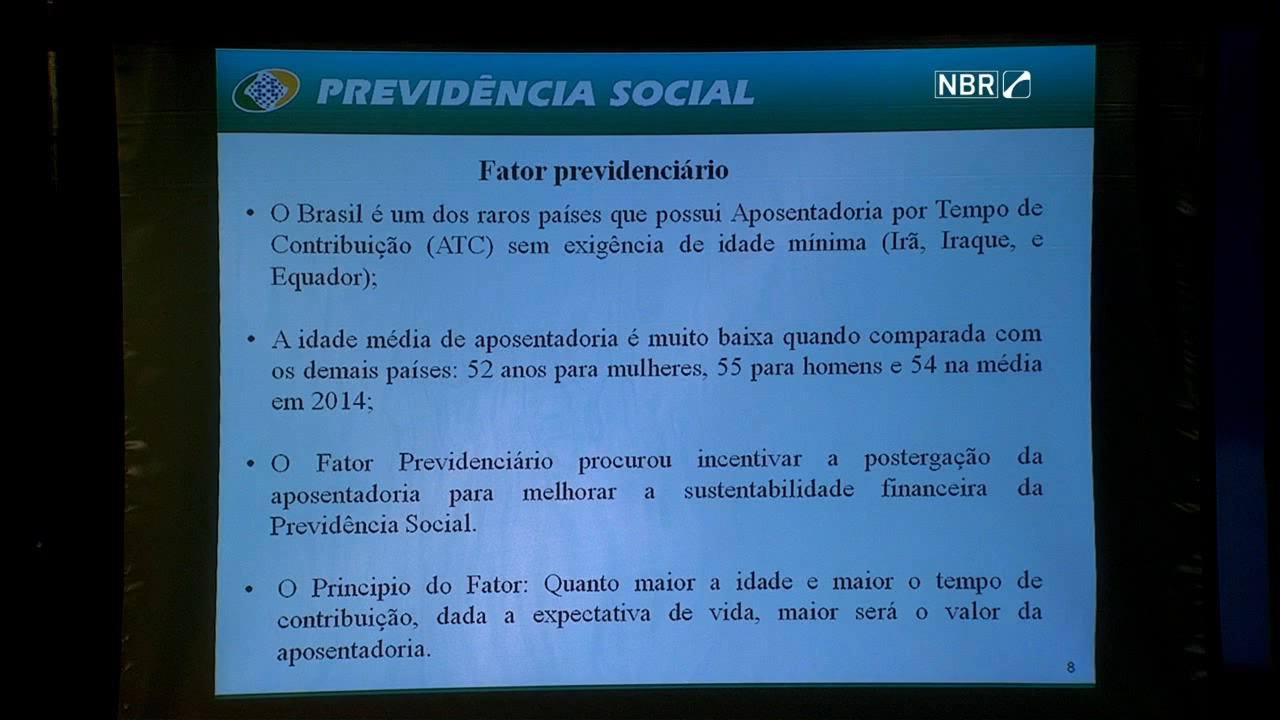 PREVIDÊNCIA SOCIAL
NBR
Fator previdenciário
• O Brasil é um dos raros países que possui Aposentadoria por Tempo de
Contribuição (ATC) sem exigência de idade mínima (Irã, Iraque, e
Equador);
• A idade média de aposentadoria é muito baixa quando comparada com
os demais países: 52 anos para mulheres, 55 para homens e 54 na média
em 2014;
• O Fator Previdenciário procurou incentivar a postergação da
aposentadoria para melhorar a sustentabilidade financeira da
Previdência Social.
• O Principio do Fator: Quanto maior a idade e maior o tempo de
contribuição, dada a expectativa de vida, maior será o valor da
aposentadoria.
8